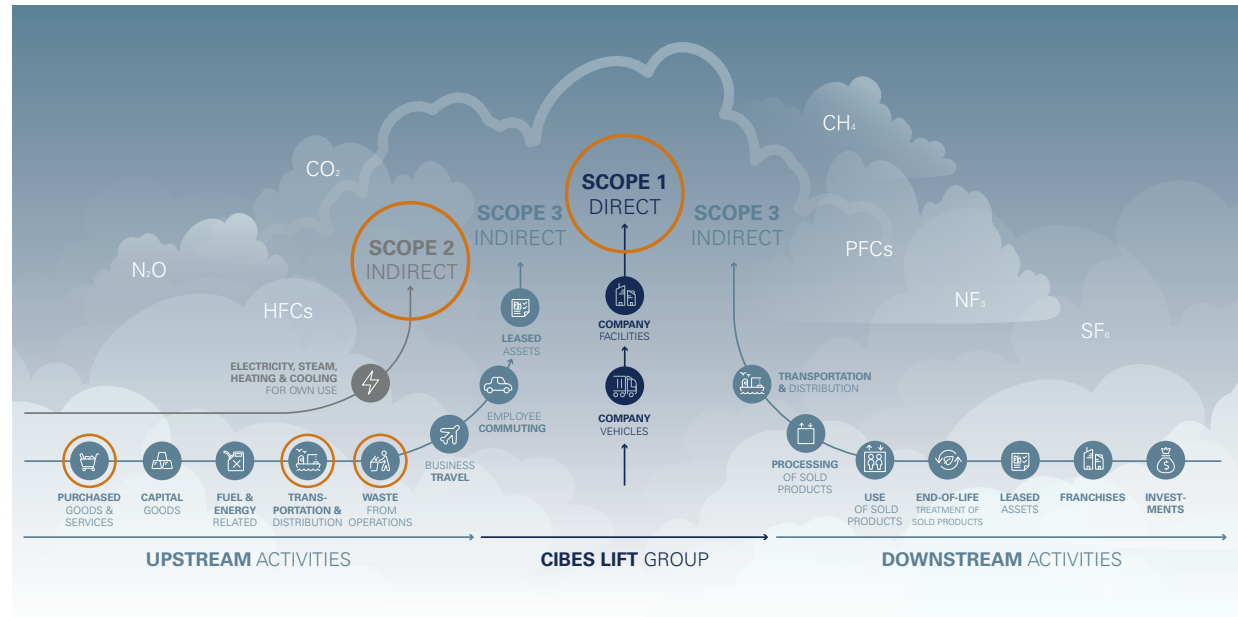 CO₂
N₂O
HFCs
CH₄
PFCs
NF₃
SF₆
SCOPE 2
INDIRECT
SCOPE 3
INDIRECT
SCOPE 1
DIRECT
SCOPE 3
INDIRECT
ELECTRICITY, STEAM,
HEATING & COOLING
FOR OWN USE
LEASED
ASSETS
EMPLOYEE
COMMUTING
BUSINESS
TRAVEL
COMPANY
FACILITIES
COMPANY
VEHICLES
TRANSPORTATION
& DISTRIBUTION
PROCESSING
OF SOLD
PRODUCTS
PURCHASED
GOODS &
SERVICES
CAPITAL
GOODS
FUEL &
ENERGY
RELATED
TRANS-
PORTATION &
DISTRIBUTION
WASTE
FROM
OPERATIONS
USE
OF SOLD
PRODUCTS
END-OF-LIFE
TREATMENT OF
SOLD PRODUCTS
LEASED
ASSETS
FRANCHISES
INVEST-
MENTS
UPSTREAM ACTIVITIES
CIBES LIFT GROUP
DOWNSTREAM ACTIVITIES